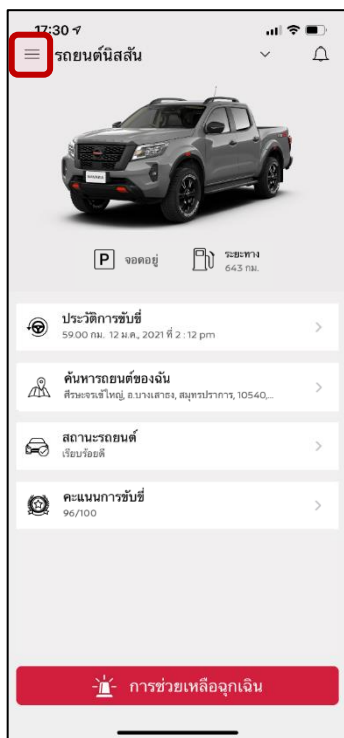 17:30
รถยนต์นิสสัน
P จอดอยู่
ระยะทาง
643 กม.
ประวัติการขับขี่
59.00 กม. 12 ม.ค., 2021 ที่ 2 : 12 pm
ค้นหารถยนต์ของฉัน
ศีรษะจรเข้ใหญ่, อ.บางเสาธง, สมุทรปราการ, 10540,...
สถานะรถยนต์
เรียบร้อยดี
คะแนนการขับขี่
96/100
การช่วยเหลือฉุกเฉิน